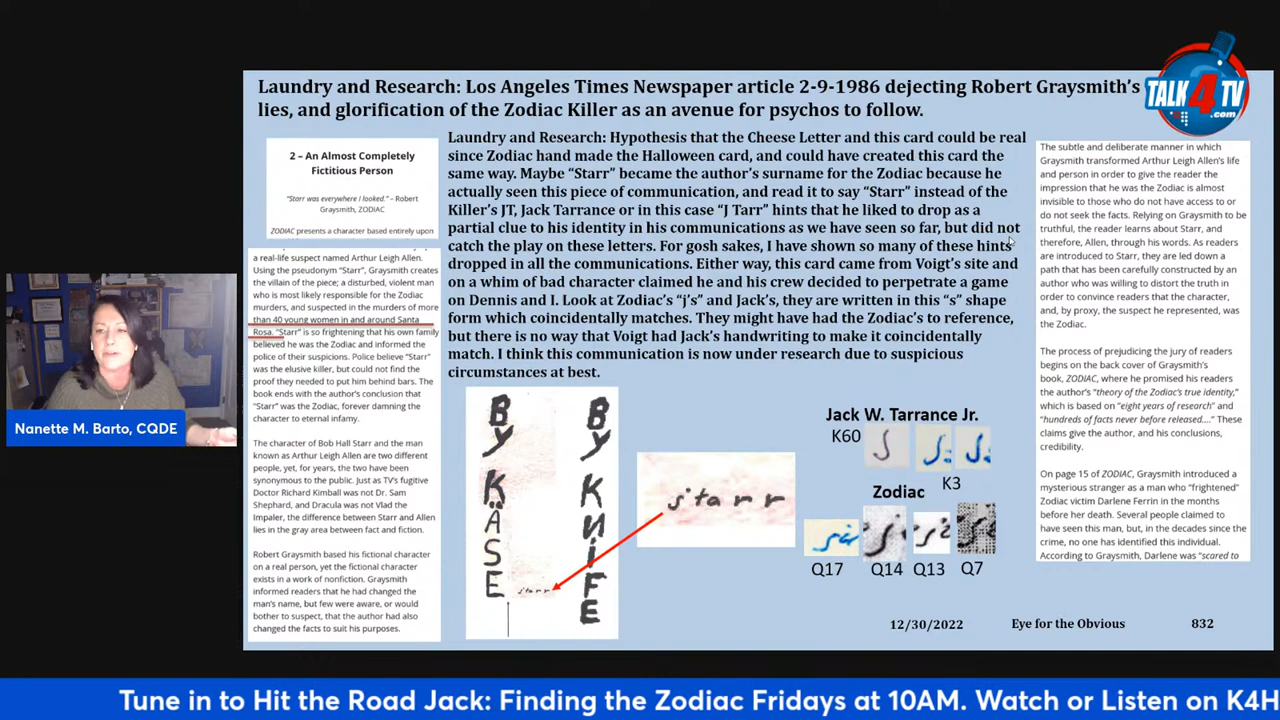 Laundry and Research: Los Angeles Times Newspaper article 2-9-1986 dejecting Robert Graysmith's
lies, and glorification of the Zodiac Killer as an avenue for psychos to follow.
TALK4TV
.com
2 – An Almost Completely
Fictitious Person
"Starr was everywhere I looked." – Robert
Graysmith, ZODIAC
ZODIAC presents a character based entirely upon
a real-life suspect named Arthur Leigh Allen.
Using the pseudonym "Starr", Graysmith creates
the villain of the piece; a disturbed, violent man
who is most likely responsible for the Zodiac
murders, and suspected in the murders of more
than 40 young women in and around Santa
Rosa. "Starr" is so frightening that his own family
believed he was the Zodiac and informed the
police of their suspicions. Police believe "Starr"
was the elusive killer, but could not find the
proof they needed to put him behind bars. The
book ends with the author's conclusion that
"Starr" was the Zodiac, forever damning the
character to eternal infamy.
The character of Bob Hall Starr and the man
known as Arthur Leigh Allen are two different
people, yet, for years, the two have been
synonymous to the public. Just as TV's fugitive
Doctor Richard Kimball was not Dr. Sam
Shephard, and Dracula was not Vlad the
Impaler, the difference between Starr and Allen
lies in the gray area between fact and fiction.
Robert Graysmith based his fictional character
on a real person, yet the fictional character
exists in a work of nonfiction. Graysmith
informed readers that he had changed the
man's name, but few were aware, or would
bother to suspect, that the author had also
changed the facts to suit his purposes.
Laundry and Research: Hypothesis that the Cheese Letter and this card could be real
since Zodiac hand made the Halloween card, and could have created this card the
same way. Maybe "Starr" became the author's surname for the Zodiac because he
actually seen this piece of communication, and read it to say "Starr" instead of the
Killer's JT, Jack Tarrance or in this case "J Tarr" hints that he liked to drop as a
partial clue to his identity in his communications as we have seen so far, but did not
catch the play on these letters. For gosh sakes, I have shown so many of these hints
dropped in all the communications. Either way, this card came from Voigt's site and
on a whim of bad character claimed he and his crew decided to perpetrate a game
on Dennis and I. Look at Zodiac's "j's" and Jack's, they are written in this "s" shape
form which coincidentally matches. They might have had the Zodiac's to reference,
but there is no way that Voigt had Jack's handwriting to make it coincidentally
match. I think this communication is now under research due to suspicious
circumstances at best.
The subtle and deliberate manner in which
Graysmith transformed Arthur Leigh Allen's life
and person in order to give the reader the
impression that he was the Zodiac is almost
invisible to those who do not have access to or
do not seek the facts. Relying on Graysmith to be
truthful, the reader learns about Starr, and
therefore, Allen, through his words. As readers
are introduced to Starr, they are led down a
path that has been carefully constructed by an
author who was willing to distort the truth in
order to convince readers that the character,
and, by proxy, the suspect he represented, was
the Zodiac.
The process of prejudicing the jury of readers
begins on the back cover of Graysmith's
book, ZODIAC, where he promised his readers
the author's "theory of the Zodiac's true identity,"
which is based on "eight years of research" and
"hundreds of facts never before released...." These
claims give the author, and his conclusions,
credibility.
On page 15 of ZODIAC, Graysmith introduced a
mysterious stranger as a man who "frightened"
Zodiac victim Darlene Ferrin in the months
before her death. Several people claimed to
have seen this man, but, in the decades since the
crime, no one has identified this individual.
According to Graysmith, Darlene was "scared to
BY KÄSE
starr
BY KNiFE
starr
Jack W. Tarrance Jr.
K60
K3
Zodiac
Q17
Q14
Q13
Q7
12/30/2022
Eye for the Obvious
832
Nanette M. Barto, CQDE
Tune in to Hit the Road Jack: Finding the Zodiac Fridays at 10AM. Watch or Listen on K4H